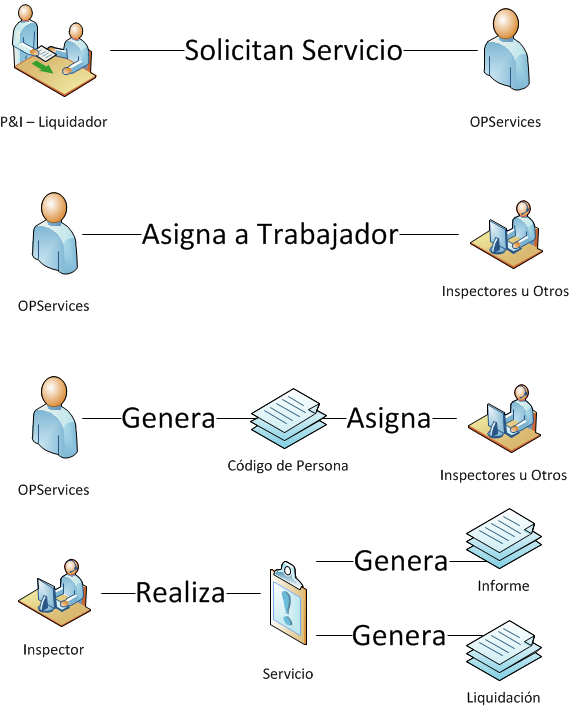 Solicitan Servicio
P&I – Liquidador
OPServices
Asigna a Trabajador
OPServices
Inspectores u Otros
Genera
Asigna
OPServices
Código de Persona
Inspectores u Otros
Genera
Informe
Realiza
Inspector
Servicio
Genera
Liquidación